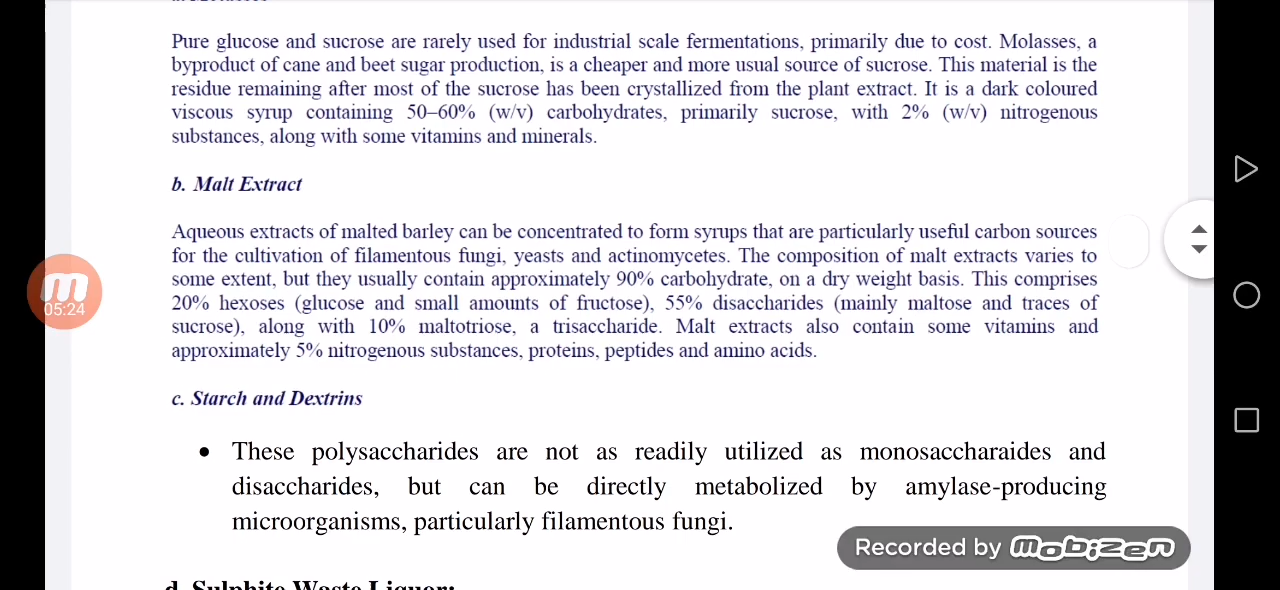 Pure glucose and sucrose are rarely used for industrial scale fermentations, primarily due to cost. Molasses, a
byproduct of cane and beet sugar production, is a cheaper and more usual source of sucrose. This material is the
residue remaining after most of the sucrose has been crystallized from the plant extract. It is a dark coloured
viscous syrup containing 50–60% (w/v) carbohydrates, primarily sucrose, with 2% (w/v) nitrogenous
substances, along with some vitamins and minerals.
b. Malt Extract
Aqueous extracts of malted barley can be concentrated to form syrups that are particularly useful carbon sources
for the cultivation of filamentous fungi, yeasts and actinomycetes. The composition of malt extracts varies to
some extent, but they usually contain approximately 90% carbohydrate, on a dry weight basis. This comprises
20% hexoses (glucose and small amounts of fructose), 55% disaccharides (mainly maltose and traces of
sucrose), along with 10% maltotriose, a trisaccharide. Malt extracts also contain some vitamins and
approximately 5% nitrogenous substances, proteins, peptides and amino acids.
c. Starch and Dextrins
• These polysaccharides are not as readily utilized as monosaccharaides and
disaccharides, but can be directly metabolized by amylase-producing
microorganisms, particularly filamentous fungi.
d. Sulphite Waste Liquor:
05:24
Recorded by mobizen